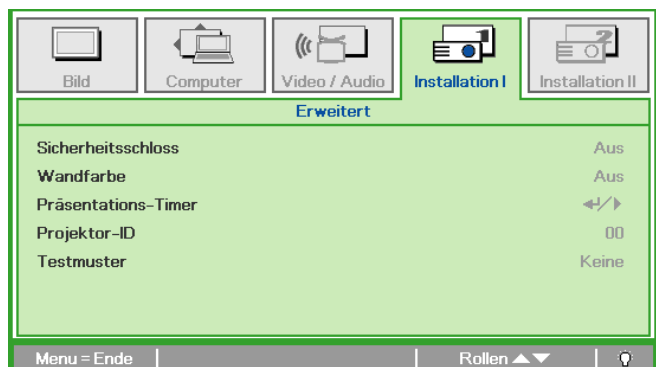 Bild
Computer
Video / Audio
Installation I
Installation II
Erweitert
Sicherheitsschloss Aus
Wandfarbe Aus
Präsentations-Timer
Projektor-ID 00
Testmuster Keine
Menu = Ende Rollen ▲▼